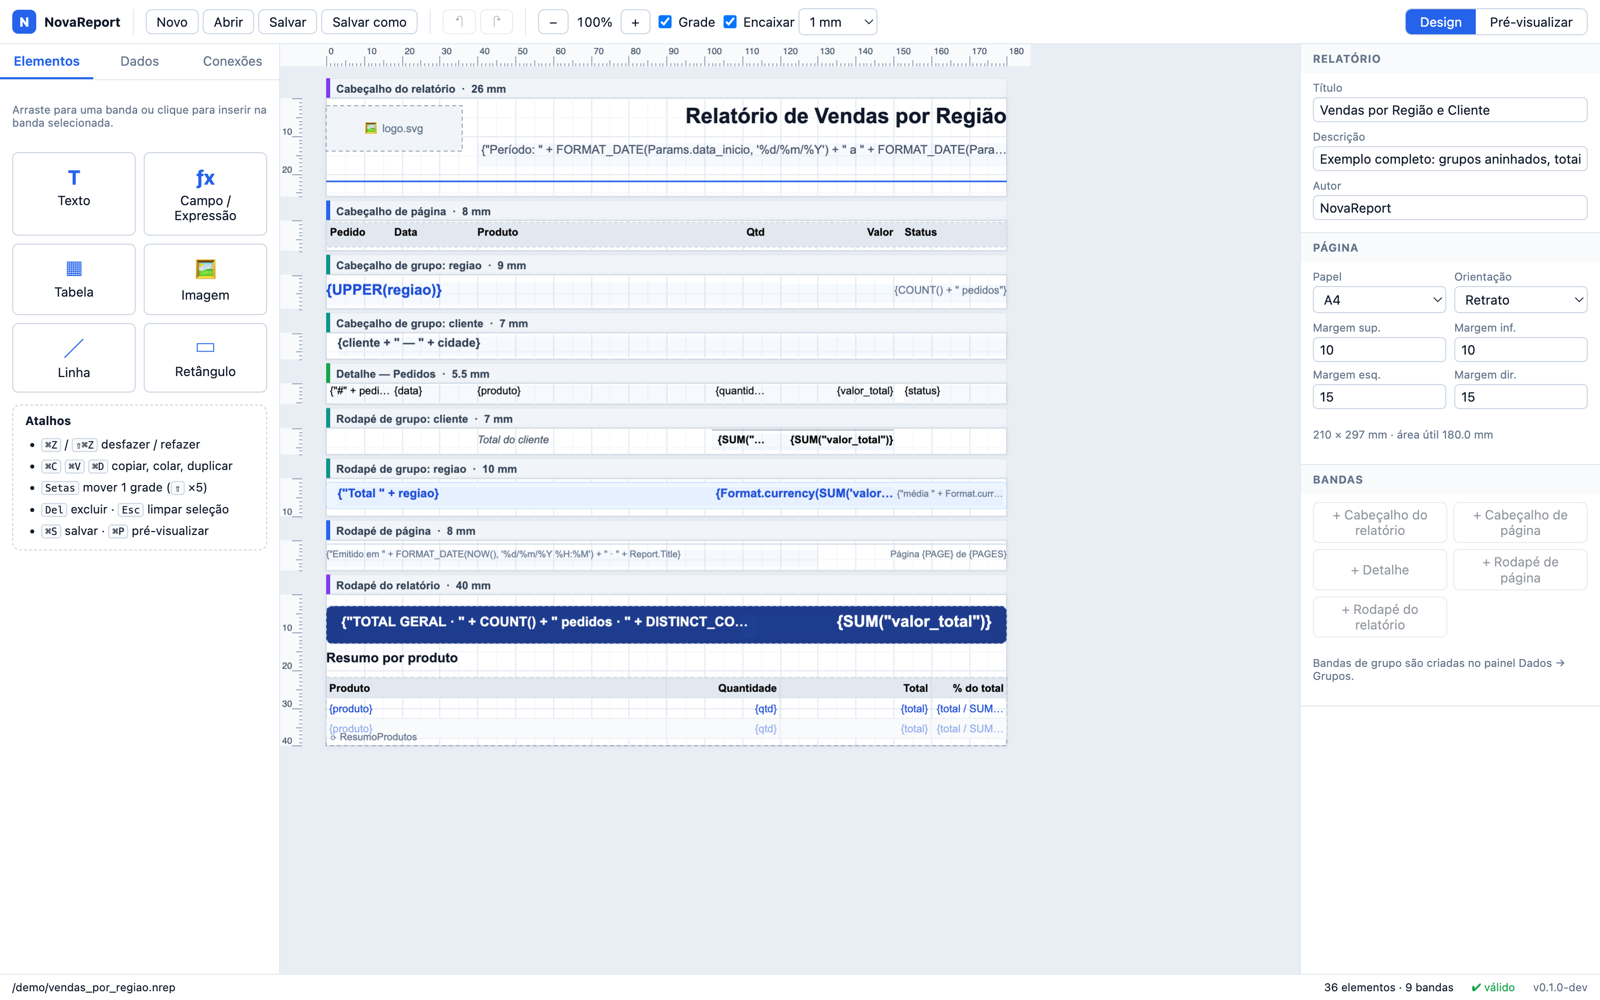 N NovaReport Novo Abrir Salvar Salvar como − 100% + Grade Encaixar 1 mm Design Pré-visualizar
Elementos Dados Conexões
Arraste para uma banda ou clique para inserir na
banda selecionada.
T
Texto
ƒx
Campo /
Expressão
Tabela
Imagem
Linha
Retângulo
Atalhos
⌘Z / ⇧⌘Z desfazer / refazer
⌘C ⌘V ⌘D copiar, colar, duplicar
Setas mover 1 grade (⇧ ×5)
Del excluir · Esc limpar seleção
⌘S salvar · ⌘P pré-visualizar
0 10 20 30 40 50 60 70 80 90 100 110 120 130 140 150 160 170 180
Cabeçalho do relatório · 26 mm
10
20
logo.svg
Relatório de Vendas por Região
{"Período: " + FORMAT_DATE(Params.data_inicio, '%d/%m/%Y') + " a " + FORMAT_DATE(Para...
Cabeçalho de página · 8 mm
Pedido Data Produto Qtd Valor Status
Cabeçalho de grupo: regiao · 9 mm
{UPPER(regiao)} {COUNT() + " pedidos"}
Cabeçalho de grupo: cliente · 7 mm
{cliente + " — " + cidade}
Detalhe — Pedidos · 5.5 mm
{"#" + pedi... {data} {produto} {quantid... {valor_total} {status}
Rodapé de grupo: cliente · 7 mm
Total do cliente {SUM("... {SUM("valor_total")}
Rodapé de grupo: regiao · 10 mm
{"Total " + regiao} {Format.currency(SUM('valor... {"média " + Format.curr...
10
Rodapé de página · 8 mm
{"Emitido em " + FORMAT_DATE(NOW(), '%d/%m/%Y %H:%M') + " · " + Report.Title} Página {PAGE} de {PAGES}
Rodapé do relatório · 40 mm
10
20
30
40
{"TOTAL GERAL · " + COUNT() + " pedidos · " + DISTINCT_CO... {SUM("valor_total")}
Resumo por produto
Produto Quantidade Total % do total
{produto} {qtd} {total} {total / SUM...
{produto} {qtd} {total} {total / SUM...
ResumoProdutos
RELATÓRIO
Título
Vendas por Região e Cliente
Descrição
Exemplo completo: grupos aninhados, totai
Autor
NovaReport
PÁGINA
Papel Orientação
A4 Retrato
Margem sup. Margem inf.
10 10
Margem esq. Margem dir.
15 15
210 × 297 mm · área útil 180.0 mm
BANDAS
+ Cabeçalho do
relatório
+ Cabeçalho de
página
+ Detalhe
+ Rodapé de
página
+ Rodapé do
relatório
Bandas de grupo são criadas no painel Dados →
Grupos.
/demo/vendas_por_regiao.nrep 36 elementos · 9 bandas ✔ válido v0.1.0-dev